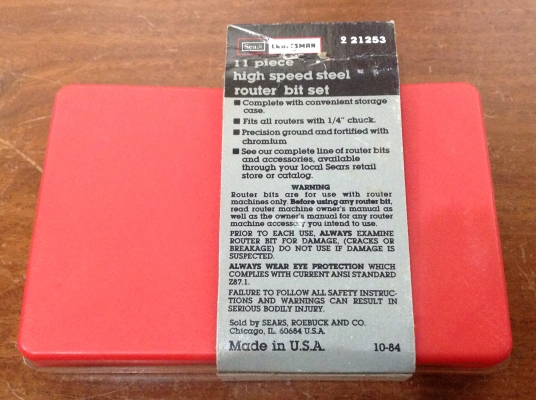 Sears CRAFTSMAN 2 21253
11 piece
high speed steel
router bit set
■ Complete with convenient storage
case.
■ Fits all routers with 1/4" chuck.
■ Precision ground and fortified with
chromium
■ See our complete line of router bits
and accessories, available
through your local Sears retail
store or catalog.
WARNING
Router bits are for use with router
machines only. Before using any router bit,
read router machine owner's manual as
well as the owner's manual for any router
machine accessory you intend to use.
PRIOR TO EACH USE, ALWAYS EXAMINE
ROUTER BIT FOR DAMAGE, (CRACKS OR
BREAKAGE) DO NOT USE IF DAMAGE IS
SUSPECTED.
ALWAYS WEAR EYE PROTECTION WHICH
COMPLIES WITH CURRENT ANSI STANDARD
Z87.1.
FAILURE TO FOLLOW ALL SAFETY INSTRUC-
TIONS AND WARNINGS CAN RESULT IN
SERIOUS BODILY INJURY.
Sold by SEARS, ROEBUCK AND CO.
Chicago, IL. 60684 U.S.A.
Made in U.S.A. 10-84